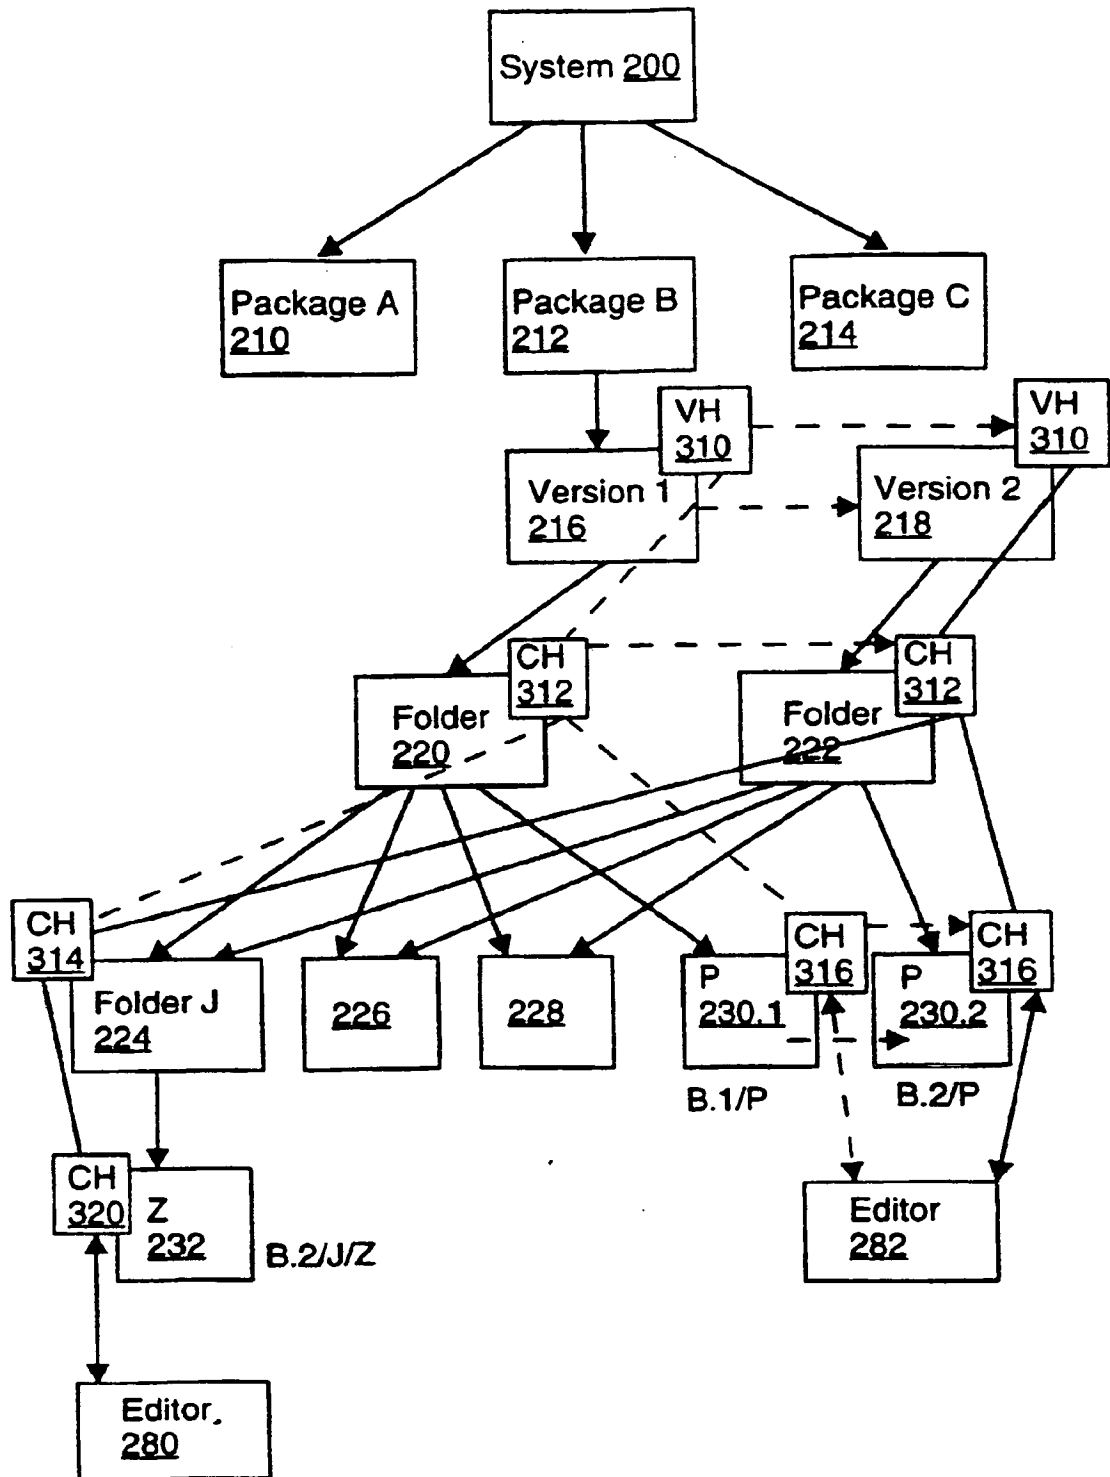 System 200
Package A
210
Package B
212
Package C
214
VH
310
VH
310
Version 1
216
Version 2
218
CH
312
CH
312
Folder
220
Folder
222
CH
314
CH
316
CH
316
Folder J
224
226
228
P
230.1
P
230.2
B.1/P
B.2/P
CH
320
Z
232
B.2/J/Z
Editor
282
Editor
280